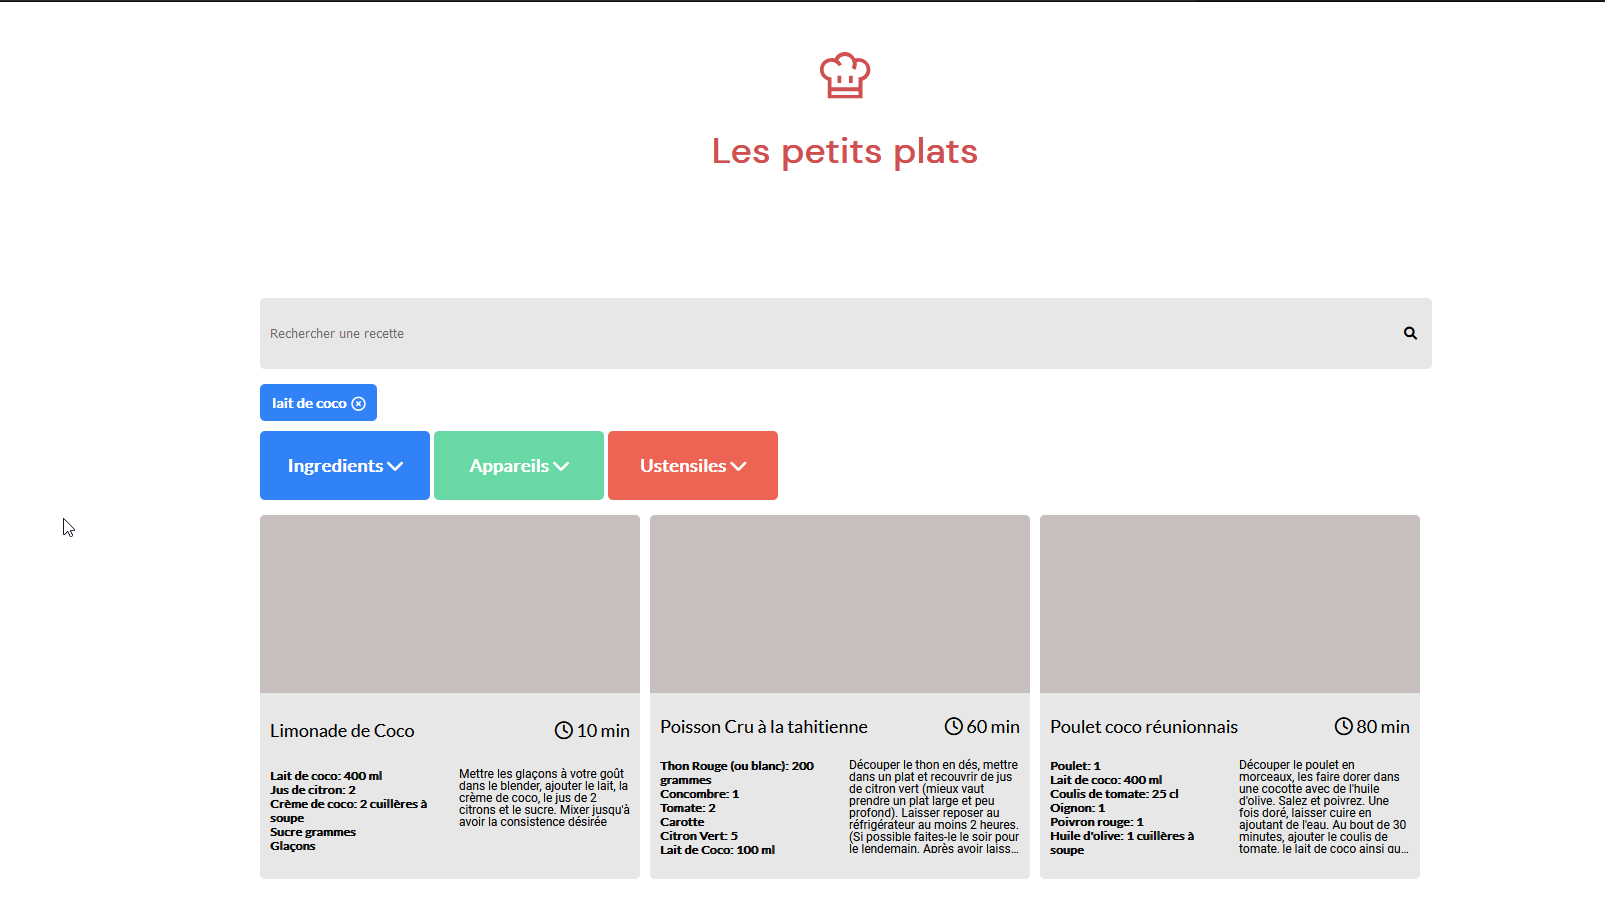 Les petits plats
Rechercher une recette
lait de coco
Ingredients
Appareils
Ustensiles
Limonade de Coco
10 min
Lait de coco: 400 ml
Jus de citron: 2
Crème de coco: 2 cuillères à
soupe
Sucre grammes
Glaçons
Mettre les glaçons à votre goût
dans le blender, ajouter le lait, la
crème de coco, le jus de 2
citrons et le sucre. Mixer jusqu'à
avoir la consistence désirée
Poisson Cru à la tahitienne
60 min
Thon Rouge (ou blanc): 200
grammes
Concombre: 1
Tomate: 2
Carotte
Citron Vert: 5
Lait de Coco: 100 ml
Découper le thon en dés, mettre
dans un plat et recouvrir de jus
de citron vert (mieux vaut
prendre un plat large et peu
profond). Laisser reposer au
réfrigérateur au moins 2 heures.
(Si possible faites-le le soir pour
le lendemain. Après avoir laiss...
Poulet coco réunionnais
80 min
Poulet: 1
Lait de coco: 400 ml
Coulis de tomate: 25 cl
Oignon: 1
Poivron rouge: 1
Huile d'olive: 1 cuillères à
soupe
Découper le poulet en
morceaux, les faire dorer dans
une cocotte avec de l'huile
d'olive. Salez et poivrez. Une
fois doré, laisser cuire en
ajoutant de l'eau. Au bout de 30
minutes, ajouter le coulis de
tomate, le lait de coco ainsi qu...